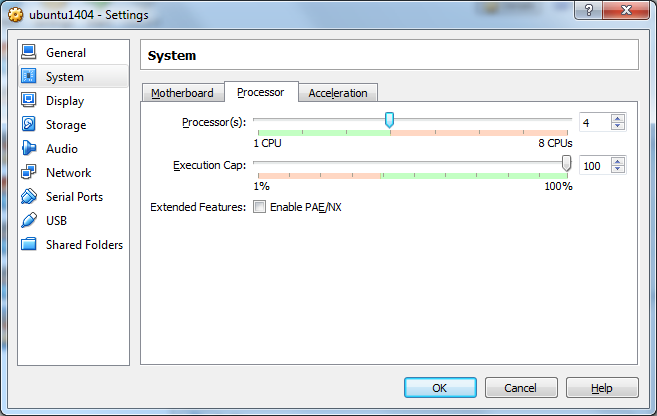 ubuntu1404 - Settings
General
System
Display
Storage
Audio
Network
Serial Ports
USB
Shared Folders
System
Motherboard Processor Acceleration
Processor(s): 4
1 CPU 8 CPUs
Execution Cap: 100
1% 100%
Extended Features: Enable PAE/NX
OK Cancel Help